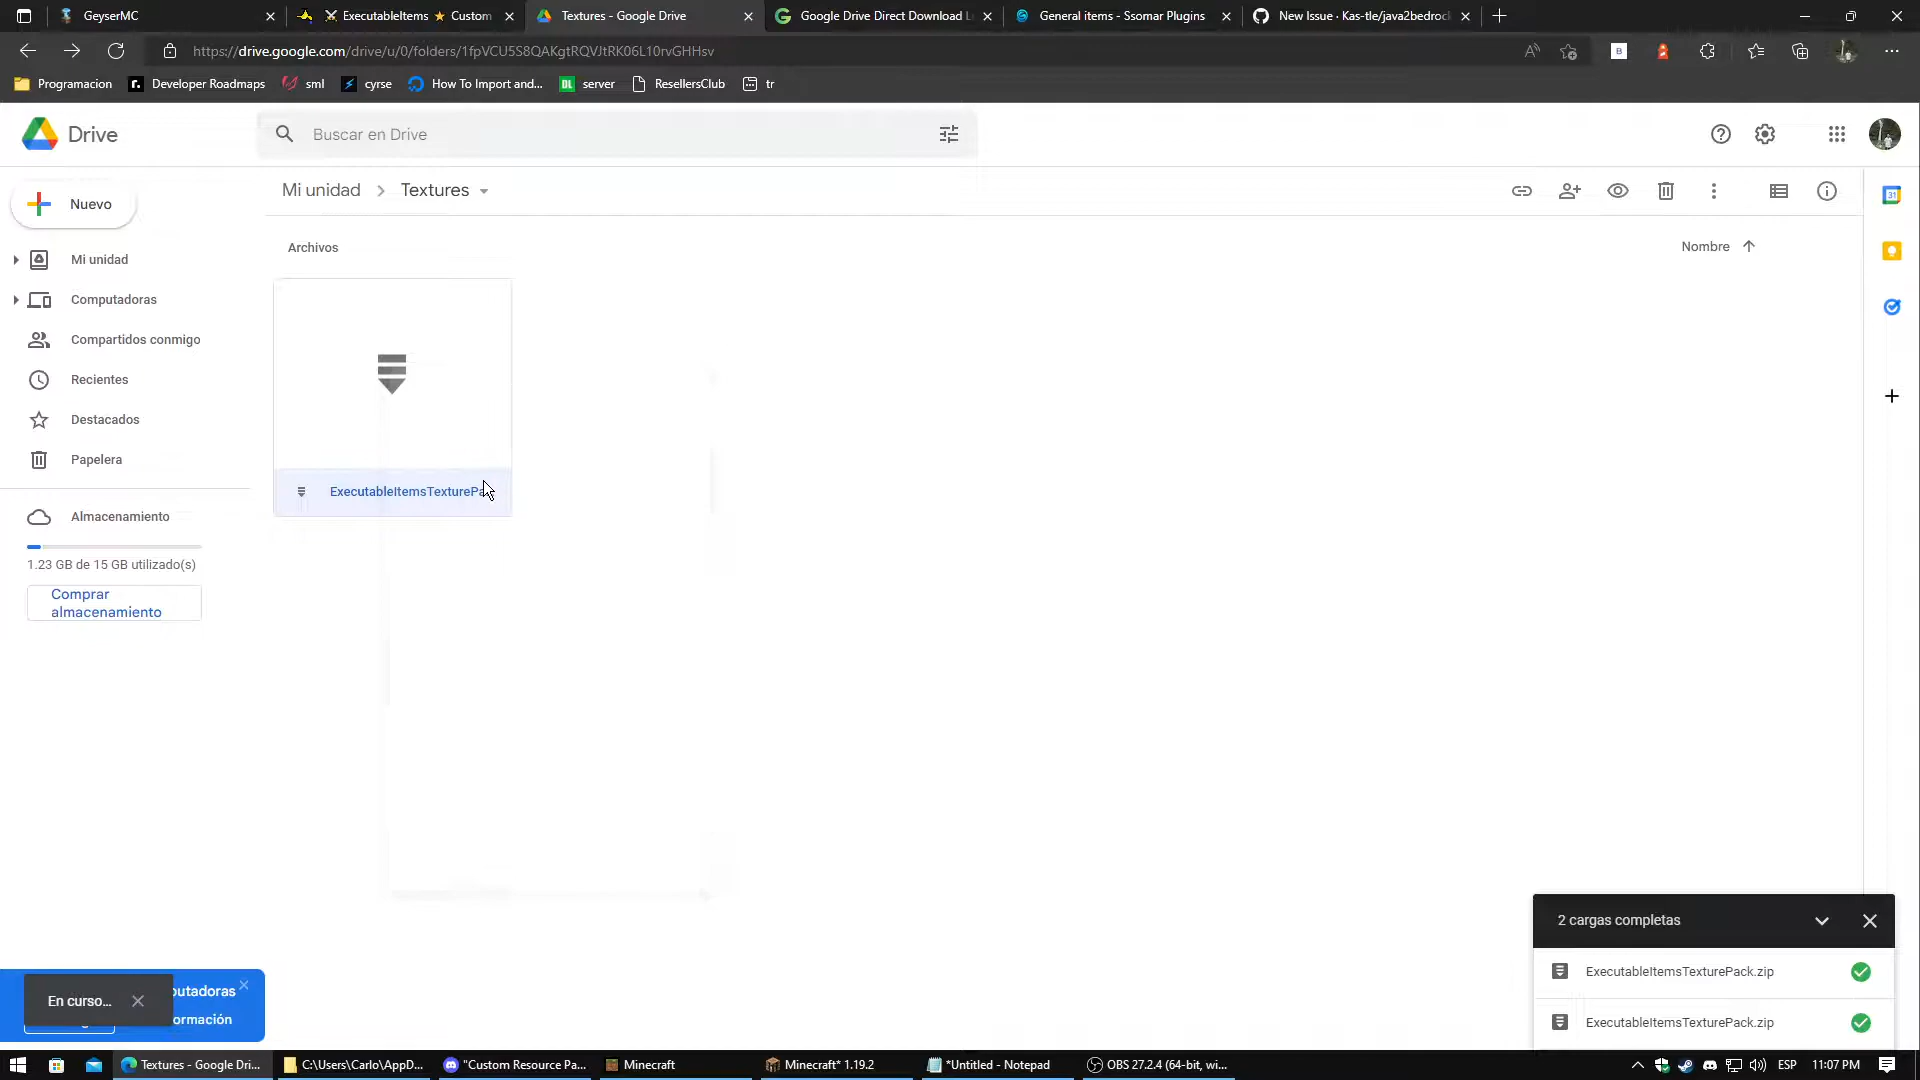 GeyserMC
ExecutableItems ★ Custom
Textures - Google Drive
Google Drive Direct Download L
General items - Ssomar Plugins
New Issue · Kas-tle/java2bedroc
https://drive.google.com/drive/u/0/folders/1fpVCU5S8QAKgtRQVJtRK06L10rvGHHsv
Programacion
Developer Roadmaps
sml
cyrse
How To Import and...
server
ResellersClub
tr
Drive
Buscar en Drive
Mi unidad
Textures
Nuevo
Archivos
Nombre
Mi unidad
Computadoras
Compartidos conmigo
Recientes
Destacados
Papelera
Almacenamiento
1.23 GB de 15 GB utilizado(s)
Comprar
almacenamiento
ExecutableItemsTexturePa
2 cargas completas
ExecutableItemsTexturePack.zip
ExecutableItemsTexturePack.zip
En curso...
putadoras
ormación
Textures - Google Dri...
C:\Users\Carlo\AppD...
"Custom Resource Pa...
Minecraft
Minecraft* 1.19.2
*Untitled - Notepad
OBS 27.2.4 (64-bit, wi...
ESP
11:07 PM